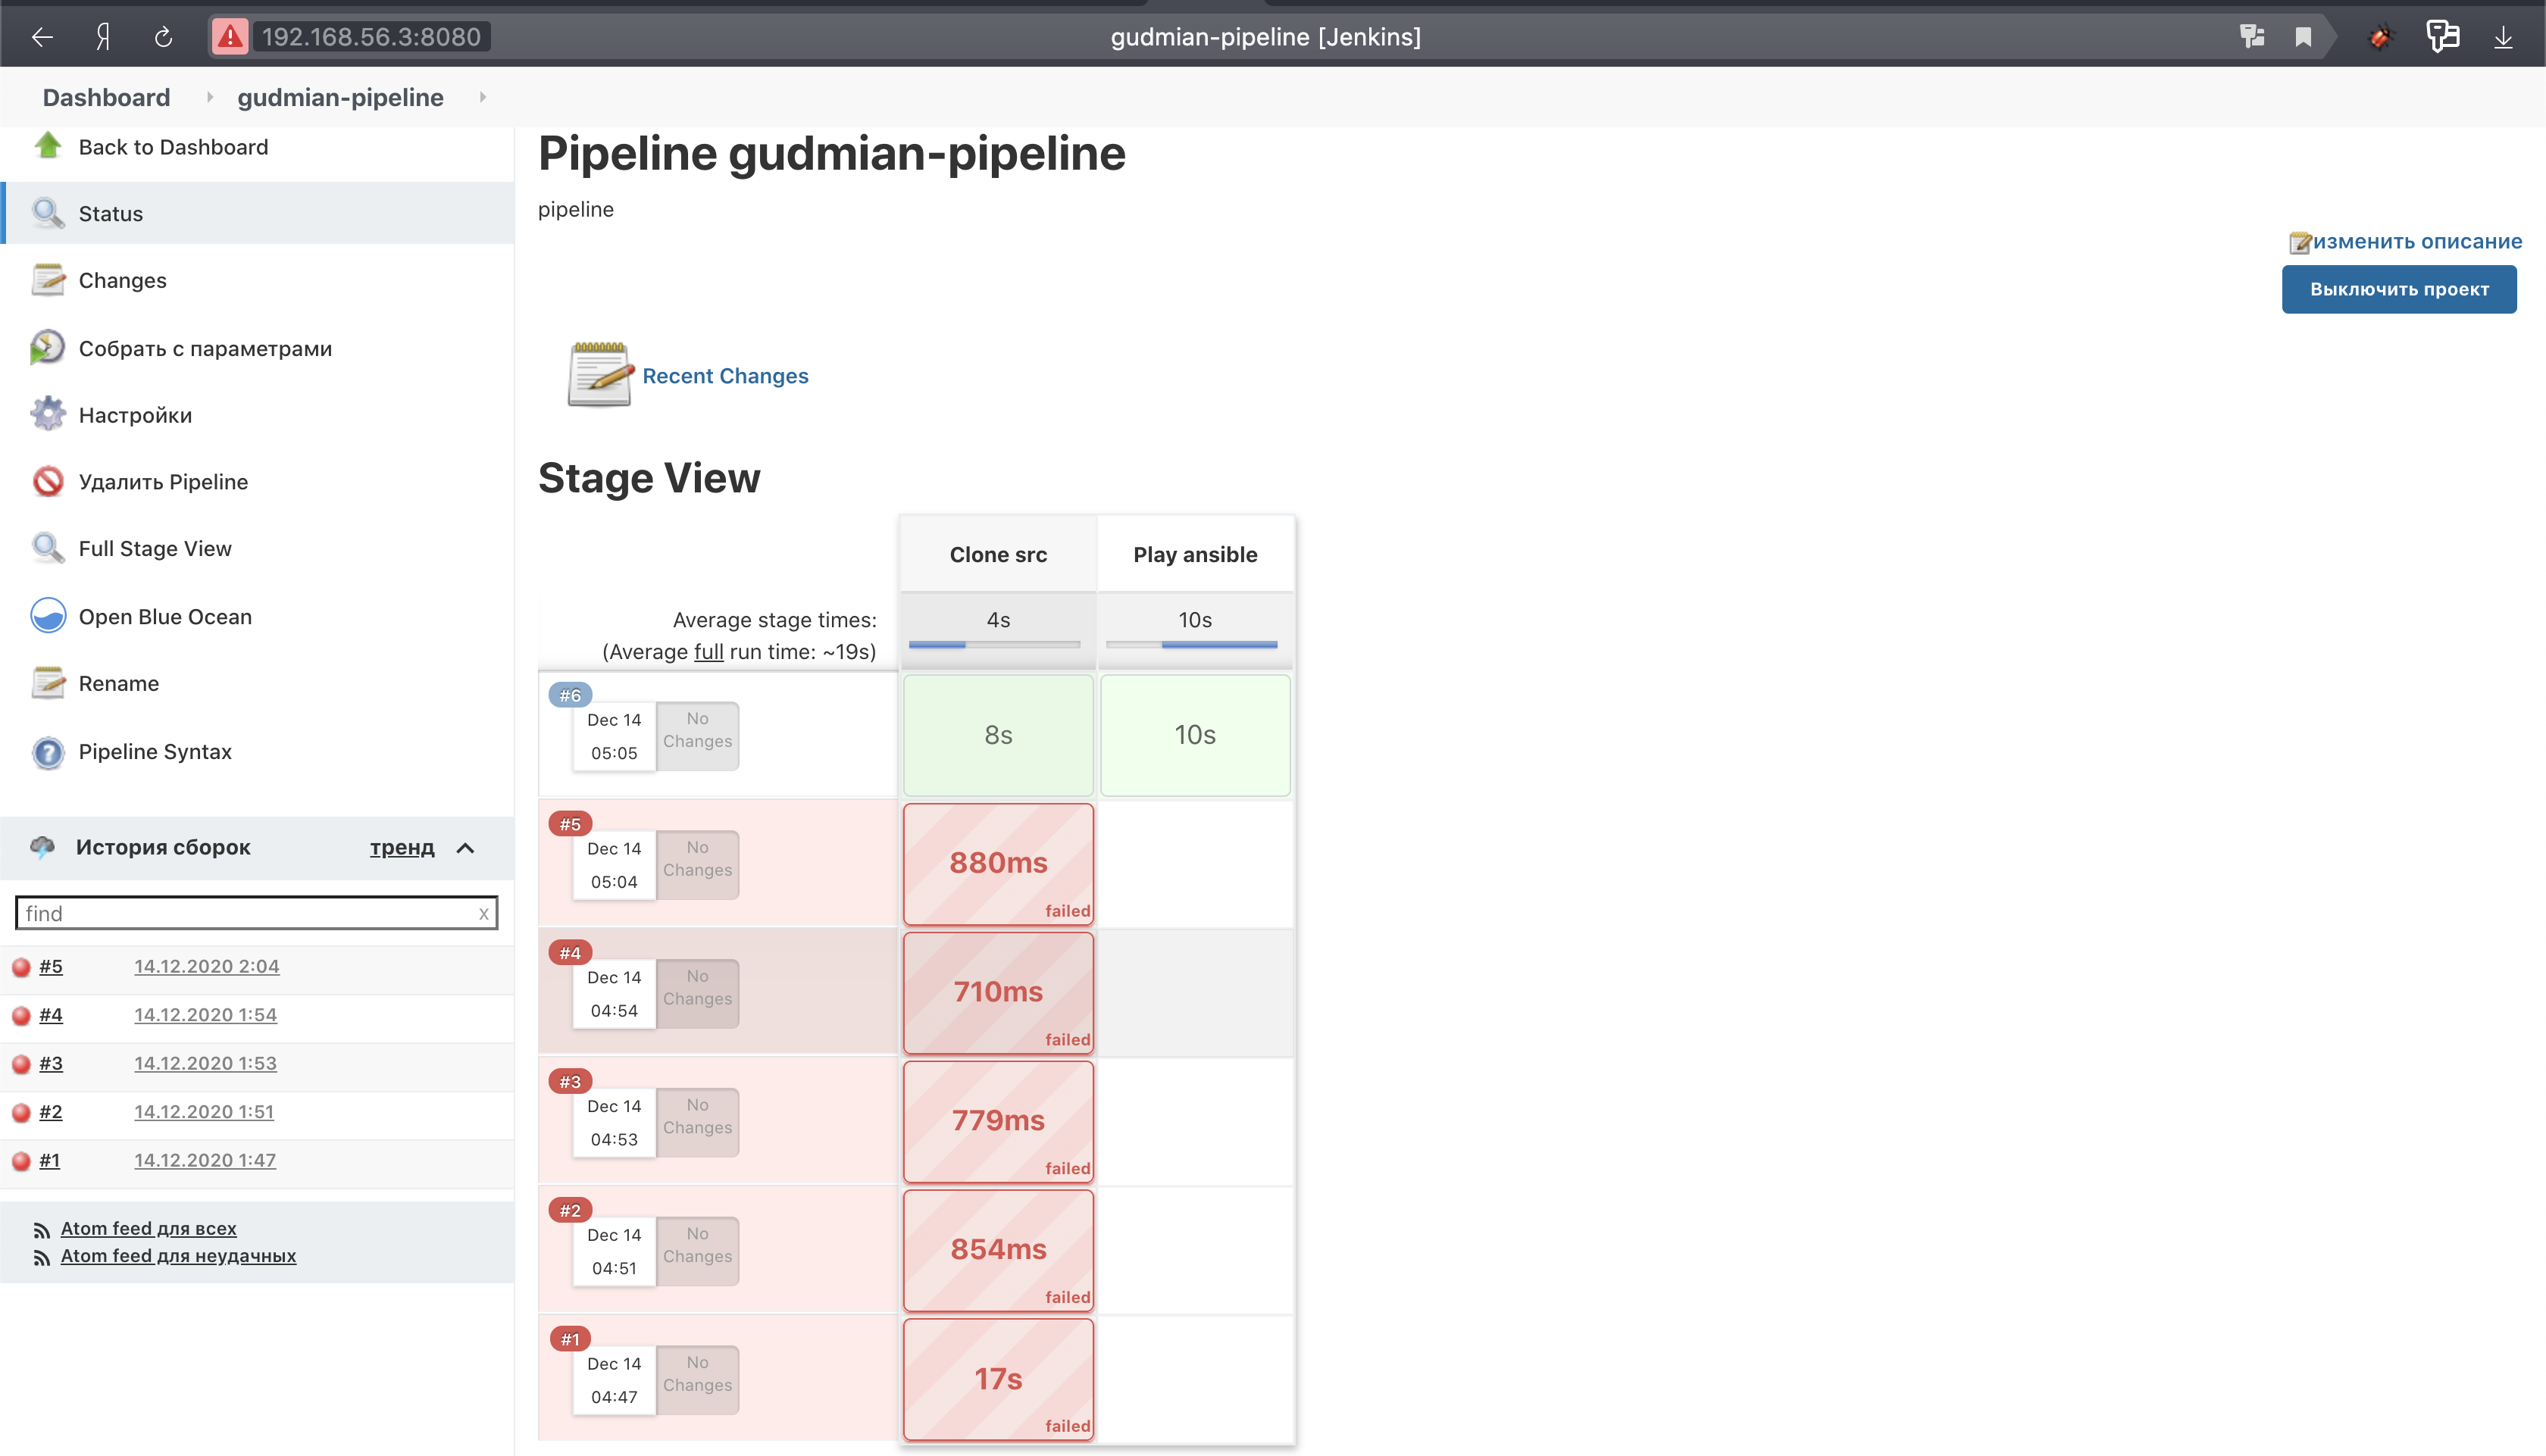 Я
192.168.56.3:8080
gudmian-pipeline [Jenkins]
Dashboard
gudmian-pipeline
Back to Dashboard
Status
Changes
Собрать с параметрами
Настройки
Удалить Pipeline
Full Stage View
Open Blue Ocean
Rename
Pipeline Syntax
История сборок
тренд
find
x
#5 14.12.2020 2:04
#4 14.12.2020 1:54
#3 14.12.2020 1:53
#2 14.12.2020 1:51
#1 14.12.2020 1:47
Atom feed для всех
Atom feed для неудачных
Pipeline gudmian-pipeline
pipeline
изменить описание
Выключить проект
Recent Changes
Stage View
Clone src
Play ansible
Average stage times:
(Average full run time: ~19s)
4s
10s
#6
Dec 14
05:05
No
Changes
8s
10s
#5
Dec 14
05:04
No
Changes
880ms
failed
#4
Dec 14
04:54
No
Changes
710ms
failed
#3
Dec 14
04:53
No
Changes
779ms
failed
#2
Dec 14
04:51
No
Changes
854ms
failed
#1
Dec 14
04:47
No
Changes
17s
failed